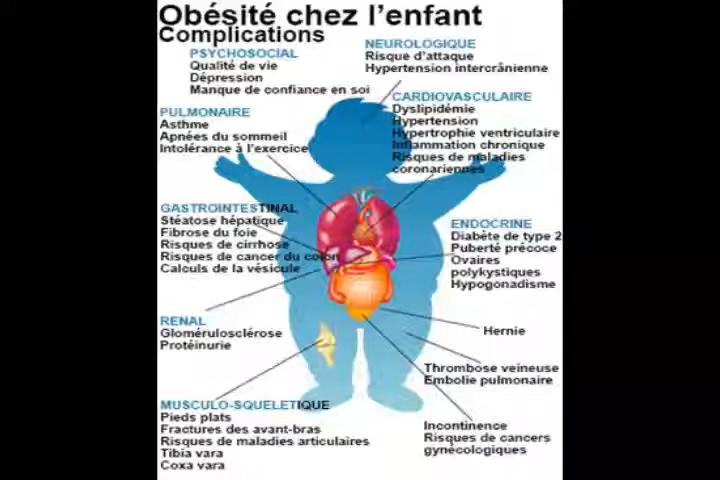 Obésité chez l'enfant
Complications
PSYCHOSOCIAL
Qualité de vie
Dépression
Manque de confiance en soi
NEUROLOGIQUE
Risque d'attaque
Hypertension intercrânienne
PULMONAIRE
Asthme
Apnées du sommeil
Intolérance à l'exercice
CARDIOVASCULAIRE
Dyslipidémie
Hypertension
Hypertrophie ventriculaire
Inflammation chronique
Risques de maladies
coronariennes
GASTROINTESTINAL
Stéatose hépatique
Fibrose du foie
Risques de cirrhose
Risques de cancer du colon
Calculs de la vésicule
ENDOCRINE
Diabète de type 2
Puberté précoce
Ovaires
polykystiques
Hypogonadisme
RENAL
Glomérulosclérose
Protéinurie
Hernie
Thrombose veineuse
Embolie pulmonaire
MUSCULO-SQUELETIQUE
Pieds plats
Fractures des avant-bras
Risques de maladies articulaires
Tibia vara
Coxa vara
Incontinence
Risques de cancers
gynécologiques